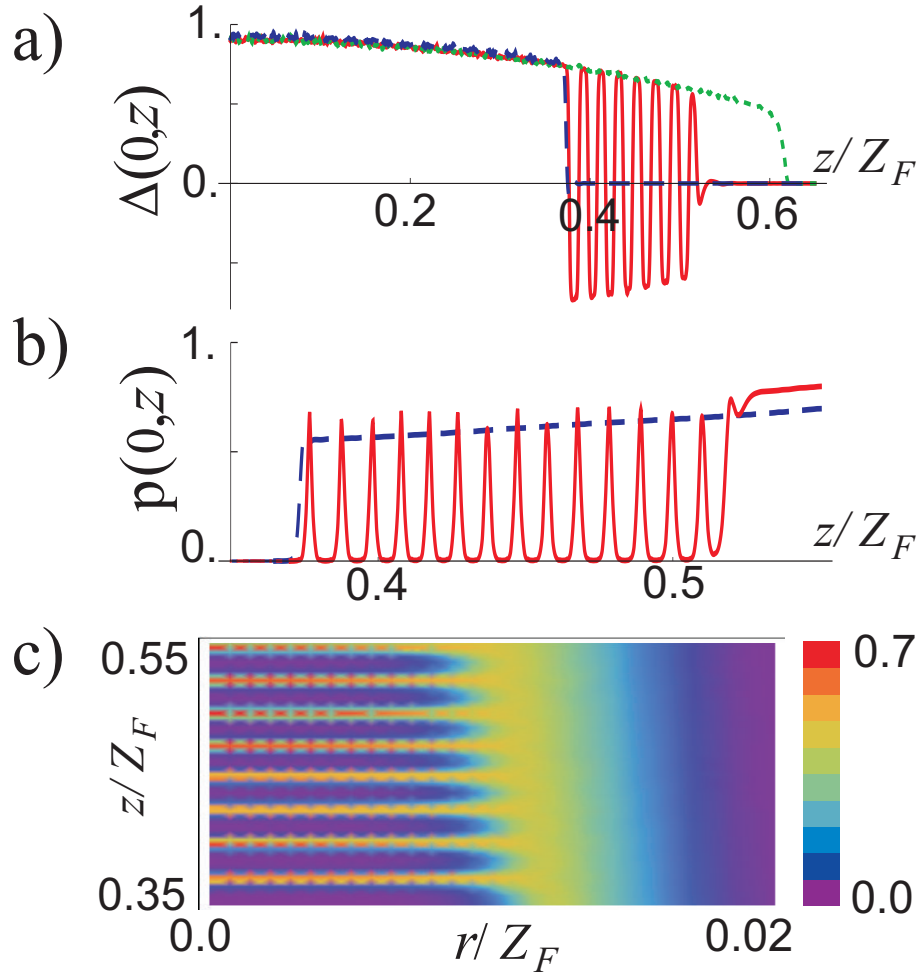 a)
1.
0.
Δ(0,z)
0.2
0.4
0.6
z/Z_F
b)
1.
0.
p(0,z)
0.4
0.5
z/Z_F
c)
0.55
0.35
z/Z_F
0.0
0.02
r/Z_F
0.7
0.0